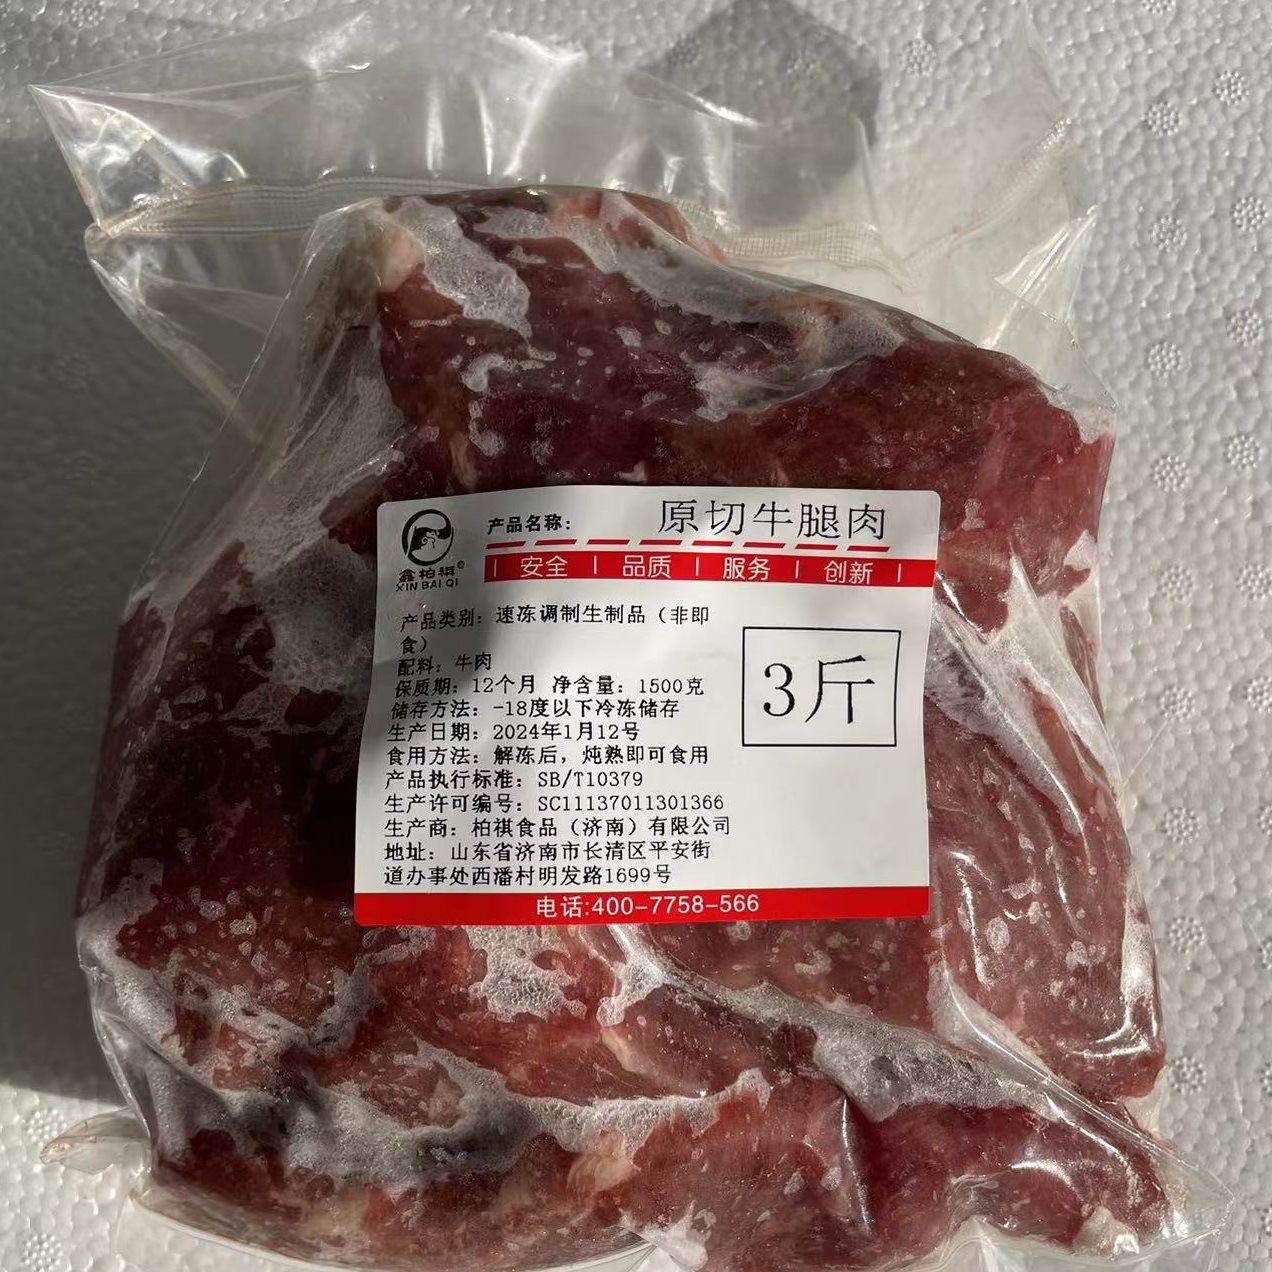 鑫柏祺®
XIN BAI QI
产品名称: 原切牛腿肉
| 安全 | 品质 | 服务 | 创新 |
产品类别: 速冻调制生制品（非即
食）
配料: 牛肉
保质期: 12个月 净含量: 1500克
储存方法: -18度以下冷冻储存
生产日期: 2024年1月12号
食用方法: 解冻后，炖熟即可食用
产品执行标准: SB/T10379
生产许可编号: SC11137011301366
生产商: 柏祺食品（济南）有限公司
地址: 山东省济南市长清区平安街
道办事处西潘村明发路1699号
3斤
电话:400-7758-566